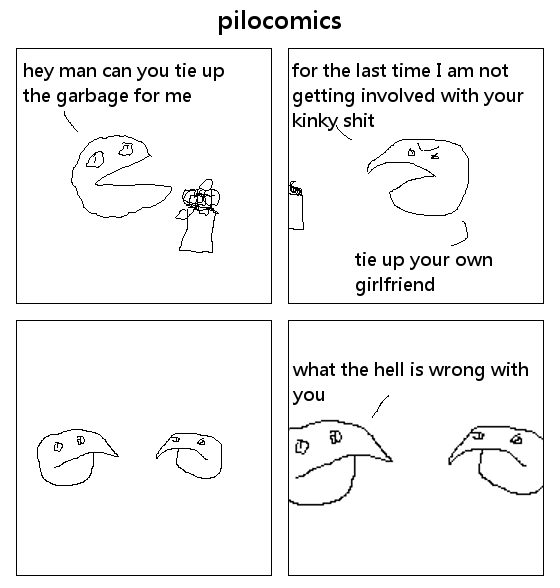 pilocomics
hey man can you tie up
the garbage for me
for the last time I am not
getting involved with your
kinky shit
tie up your own
girlfriend
what the hell is wrong with
you